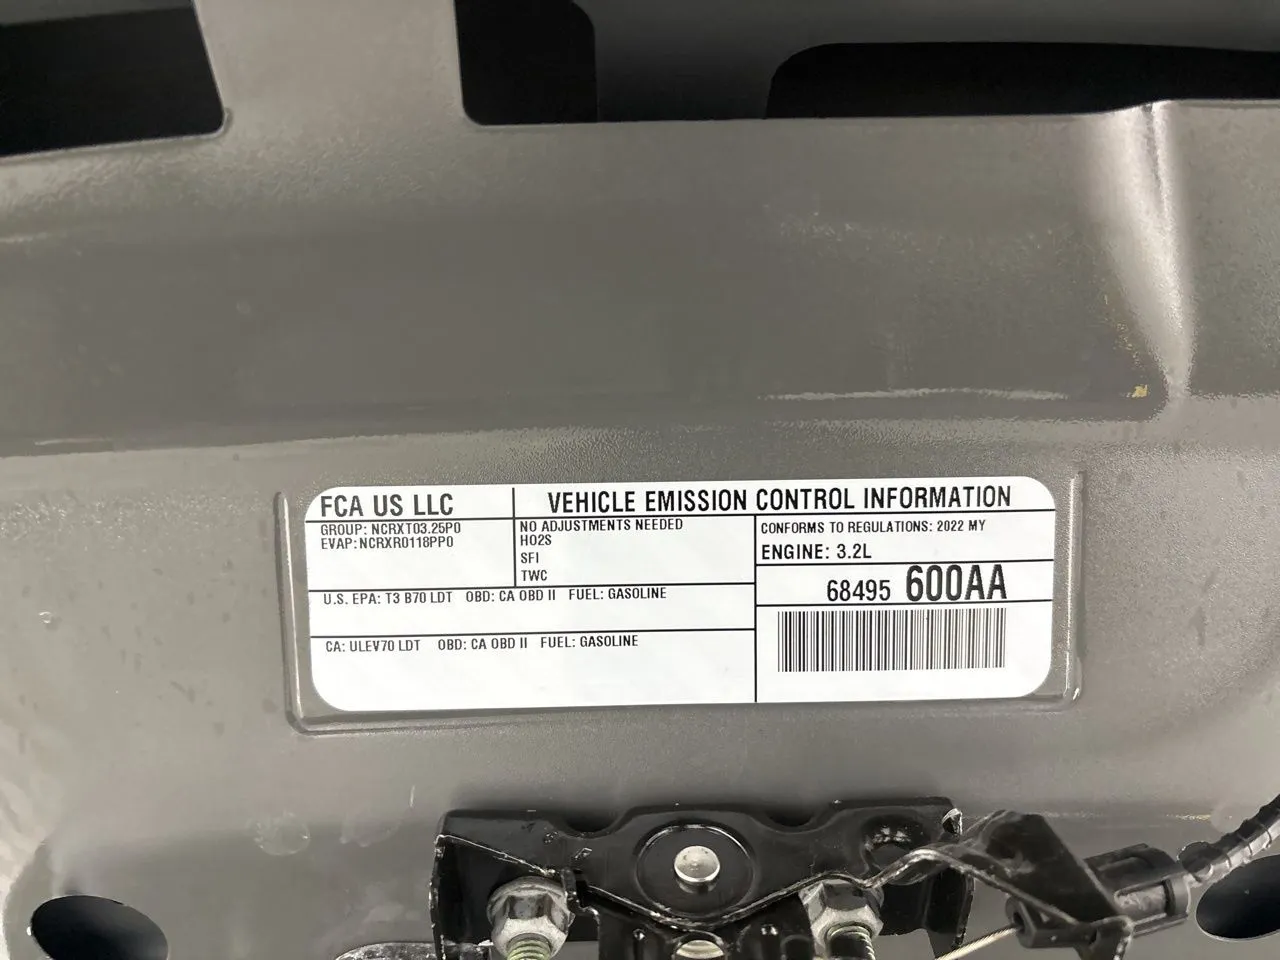 FCA US LLC
VEHICLE EMISSION CONTROL INFORMATION
GROUP: NCRXT03.25P0
EVAP: NCRXR0118PP0
NO ADJUSTMENTS NEEDED
HO2S
SFI
TWC
CONFORMS TO REGULATIONS: 2022 MY
ENGINE: 3.2L
68495 600AA
U.S. EPA: T3 B70 LDT OBD: CA OBD II FUEL: GASOLINE
CA: ULEV70 LDT OBD: CA OBD II FUEL: GASOLINE